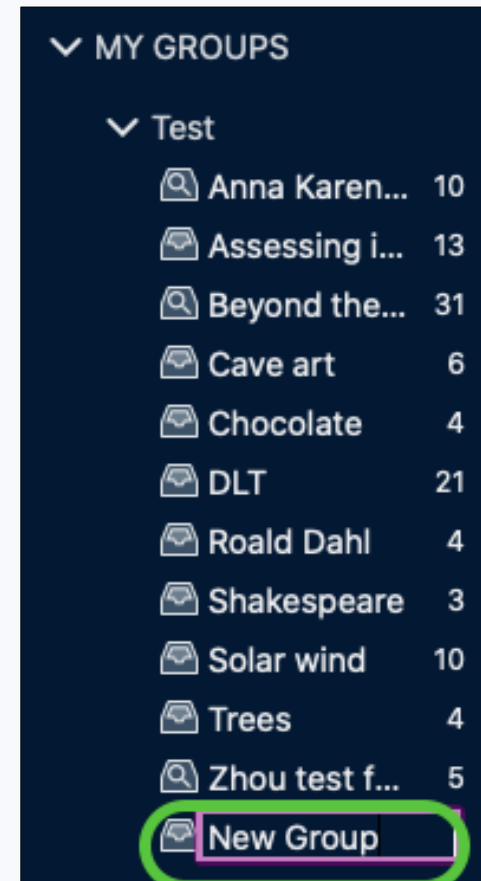 MY GROUPS
Test
Anna Karen... 10
Assessing i... 13
Beyond the... 31
Cave art 6
Chocolate 4
DLT 21
Roald Dahl 4
Shakespeare 3
Solar wind 10
Trees 4
Zhou test f... 5
New Group